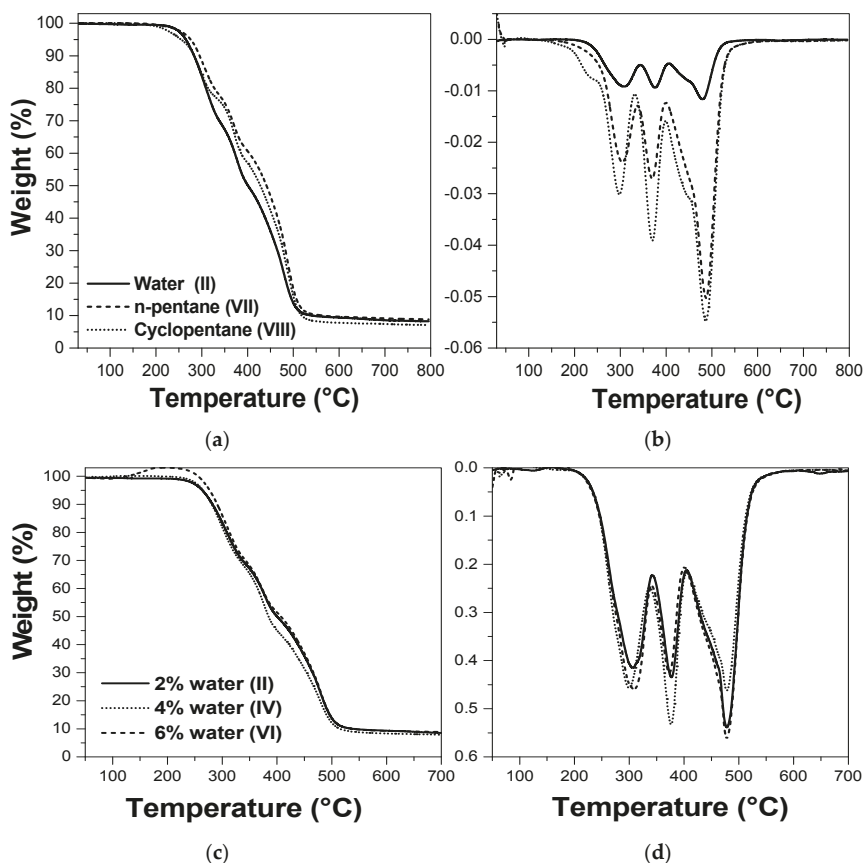 100
90
80
70
60
50
40
30
20
10
0
Weight (%)
Water (II)
n-pentane (VII)
Cyclopentane (VIII)
100 200 300 400 500 600 700 800
Temperature (°C)
(a)
0.00
-0.01
-0.02
-0.03
-0.04
-0.05
-0.06
100 200 300 400 500 600 700 800
Temperature (°C)
(b)
100
90
80
70
60
50
40
30
20
10
0
Weight (%)
2% water (II)
4% water (IV)
6% water (VI)
100 200 300 400 500 600 700
Temperature (°C)
(c)
0.0
0.1
0.2
0.3
0.4
0.5
0.6
100 200 300 400 500 600 700
Temperature (°C)
(d)